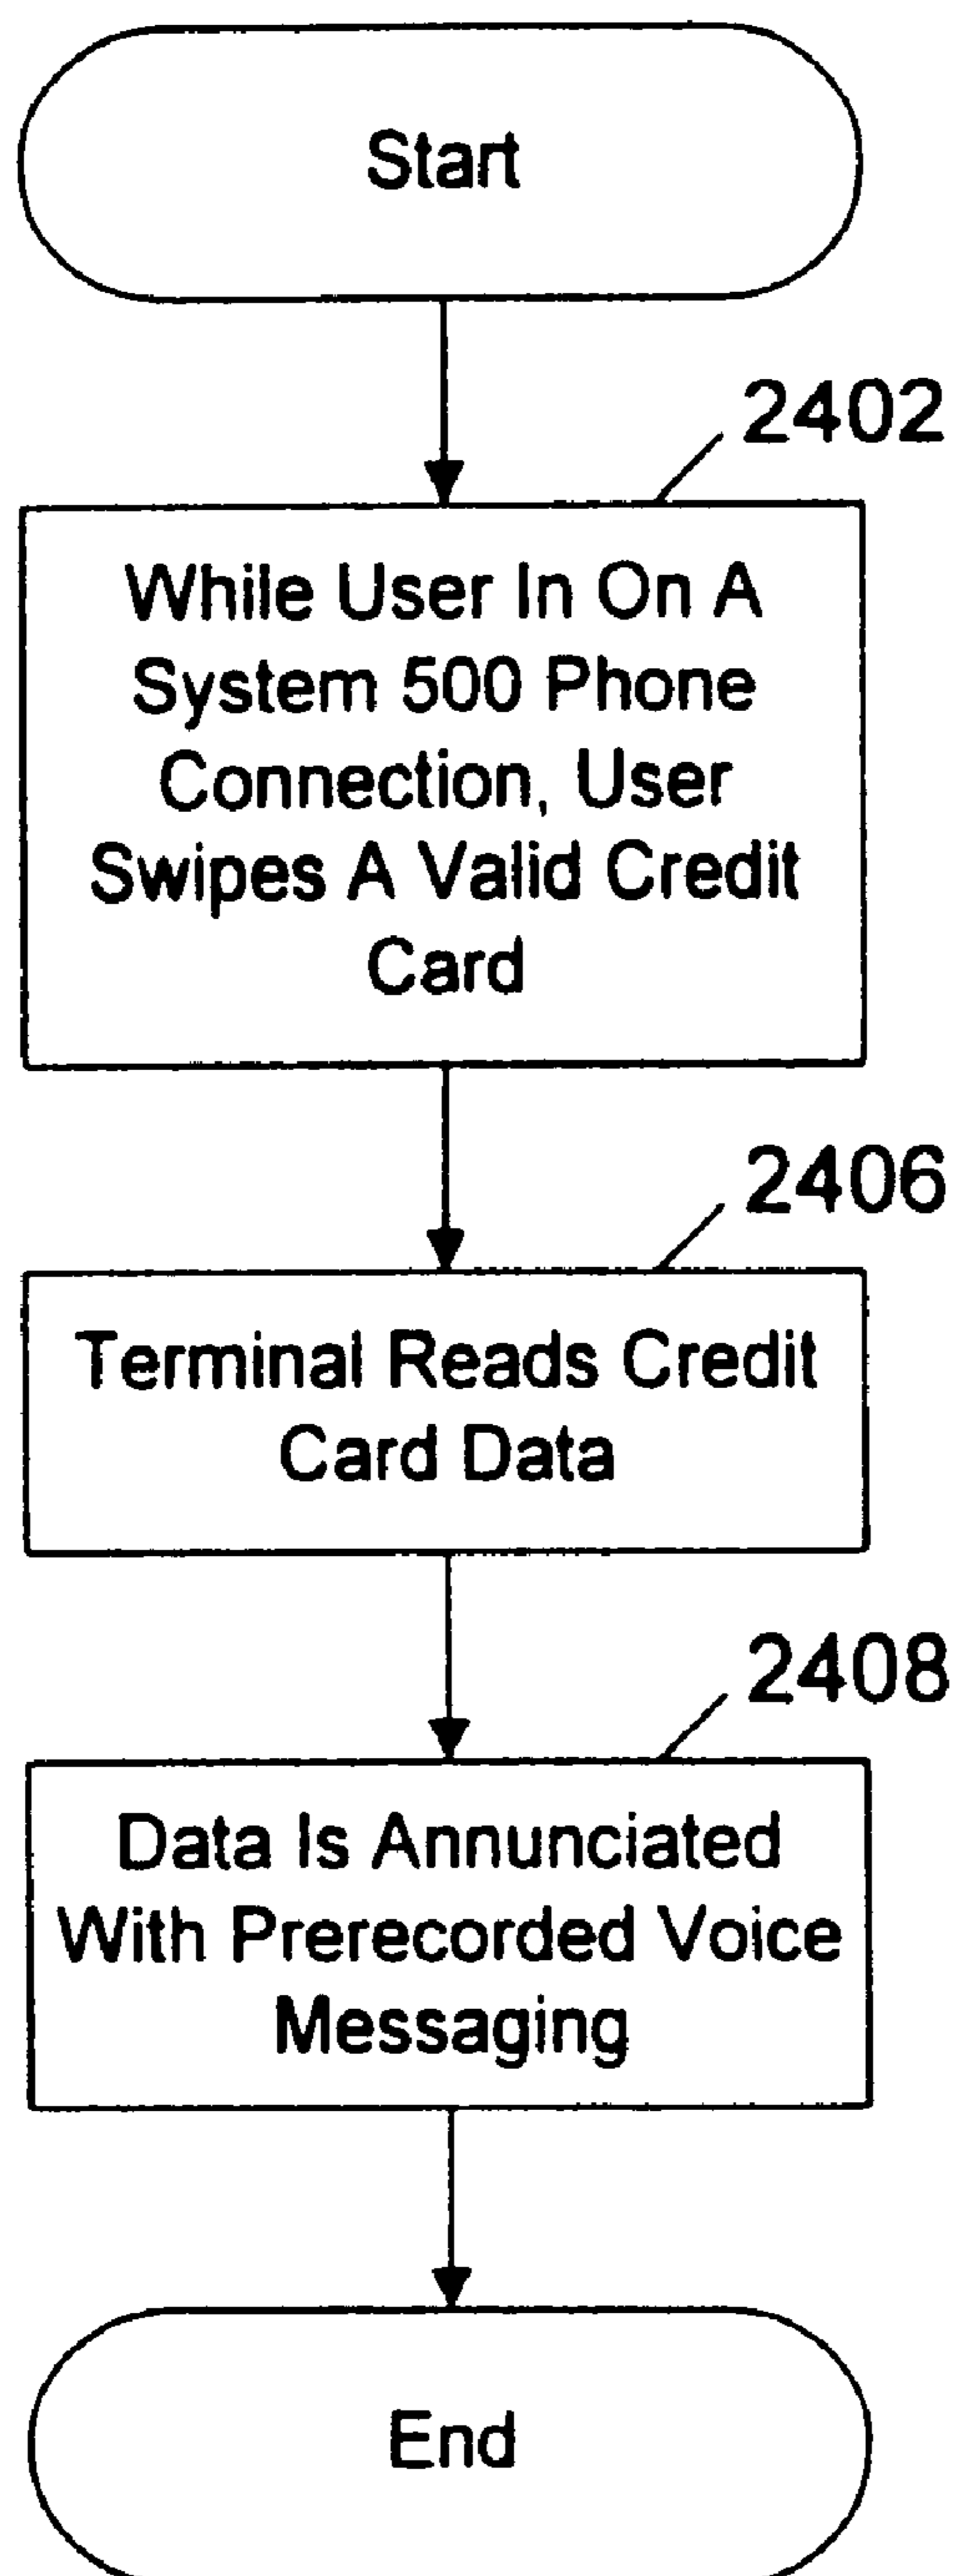 Start
2402
While User In On A
System 500 Phone
Connection, User
Swipes A Valid Credit
Card
2406
Terminal Reads Credit
Card Data
2408
Data Is Annunciated
With Prerecorded Voice
Messaging
End